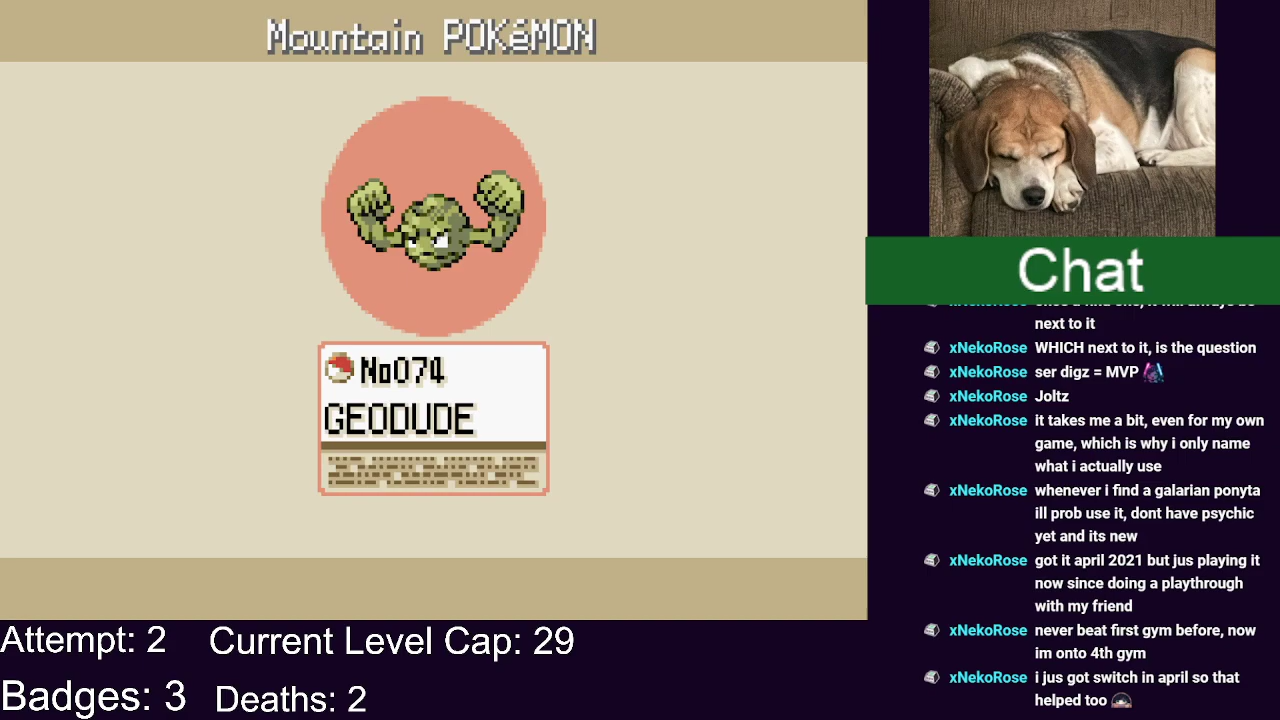 Mountain POKéMON
No074
GEODUDE
Attempt: 2 Current Level Cap: 29
Badges: 3 Deaths: 2
Chat
next to it
xNekoRose WHICH next to it, is the question
xNekoRose ser digz = MVP
xNekoRose Joltz
xNekoRose it takes me a bit, even for my own
game, which is why i only name
what i actually use
xNekoRose whenever i find a galarian ponyta
ill prob use it, dont have psychic
yet and its new
xNekoRose got it april 2021 but jus playing it
now since doing a playthrough
with my friend
xNekoRose never beat first gym before, now
im onto 4th gym
xNekoRose i jus got switch in april so that
helped too